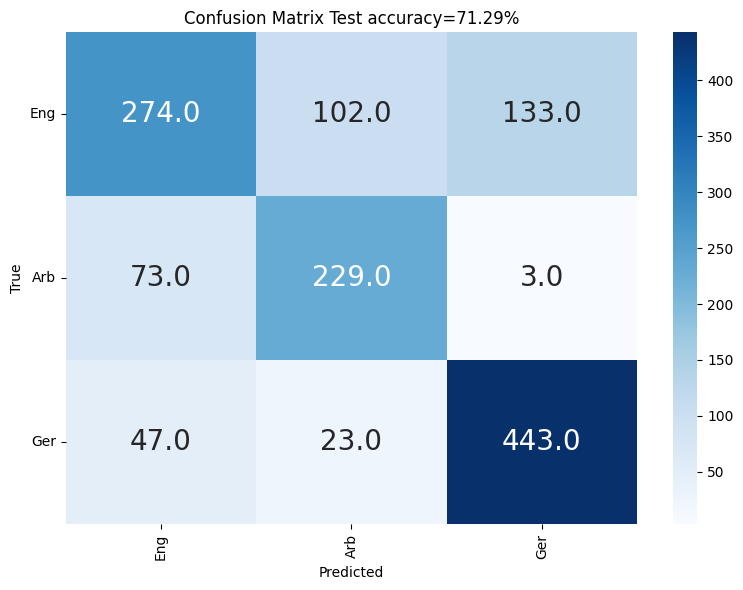 Confusion Matrix Test accuracy=71.29%
Eng 274.0 102.0 133.0
Arb 73.0 229.0 3.0
Ger 47.0 23.0 443.0
Eng Arb Ger
Predicted
True
400
350
300
250
200
150
100
50